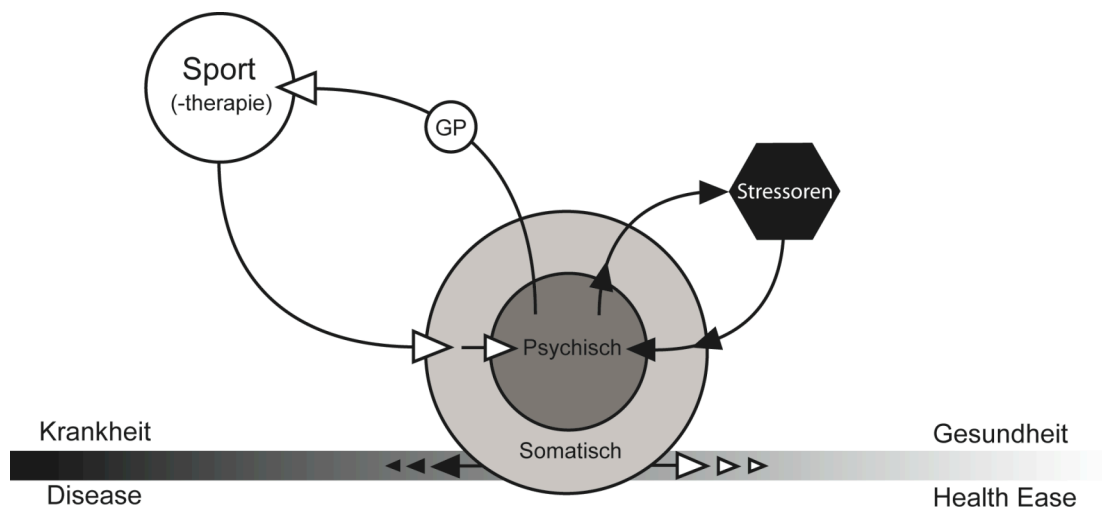 Sport
(-therapie)
GP
Stressoren
Psychisch
Somatisch
Krankheit
Gesundheit
Disease
Health Ease